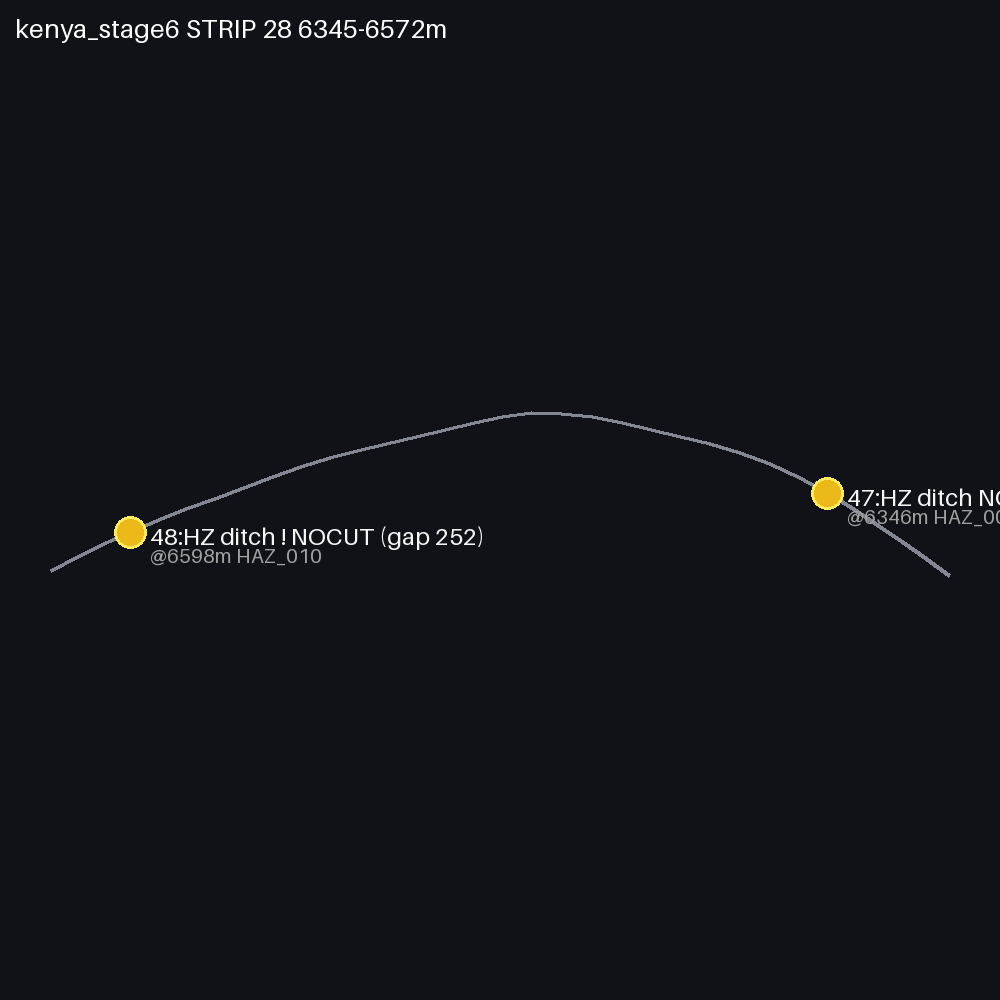 kenya_stage6 STRIP 28 6345-6572m
47:HZ ditch
@6346m
48:HZ ditch ! NOCUT (gap 252)
@6598m HAZ_010